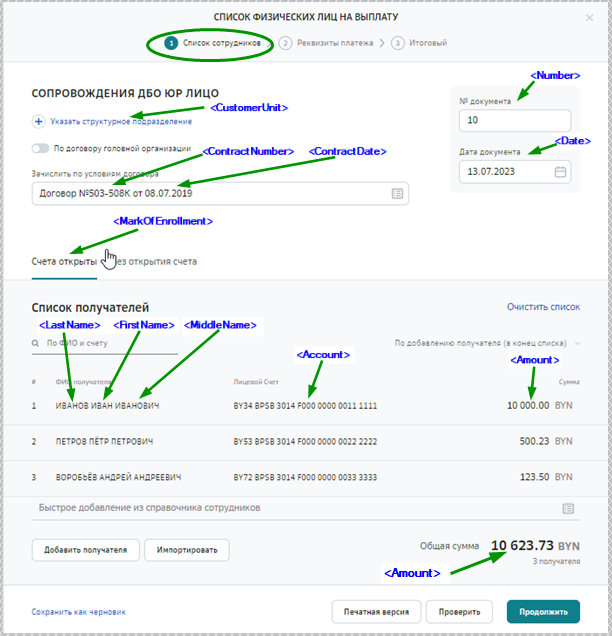 СПИСОК ФИЗИЧЕСКИХ ЛИЦ НА ВЫПЛАТУ
1 Список сотрудников 2 Реквизиты платежа 3 Итоговый
<Number>
СОПРОВОЖДЕНИЯ ДБО ЮР ЛИЦО
№ документа
<CustomerUnit>
10
Указать структурное подразделение
<Date>
По договору головной организации
<ContractNumber> <ContractDate>
Дата документа
Зачислить по условиям договора
13.07.2023
Договор №503-508К от 08.07.2019
<MarkOfEnrollment>
Счета открыты ез открытия счета
Список получателей Очистить список
<LastName> <FirstName> <MiddleName>
По ФИО и счету По добавлению получателя (в конец списка)
<Account> <Amount>
# ФИО получателя Лицевой Счет Сумма
1 ИВАНОВ ИВАН ИВАНОВИЧ BY34 BPSB 3014 F000 0000 0011 1111 10 000.00 BYN
2 ПЕТРОВ ПЁТР ПЕТРОВИЧ BY53 BPSB 3014 F000 0000 0022 2222 500.23 BYN
3 ВОРОБЬЁВ АНДРЕЙ АНДРЕЕВИЧ BY72 BPSB 3014 F000 0000 0033 3333 123.50 BYN
Быстрое добавление из справочника сотрудников
Добавить получателя Импортировать Общая сумма 10 623.73 BYN
3 получателя
<Amount>
Сохранить как черновик Печатная версия Проверить Продолжить